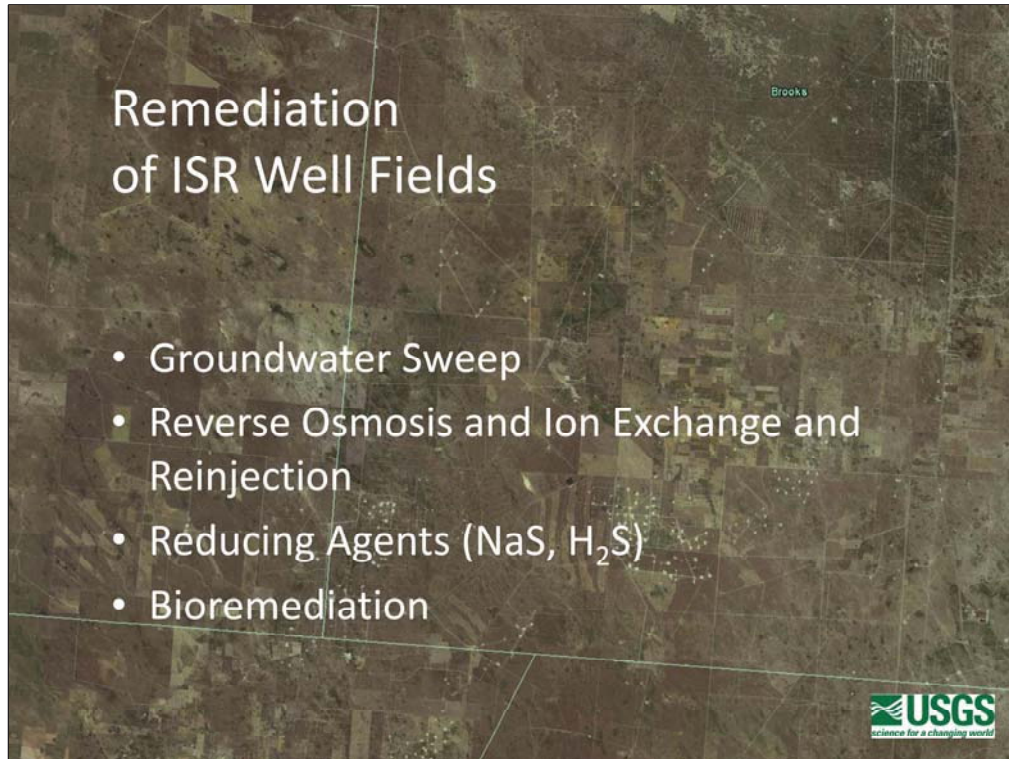 Brooks
Remediation
of ISR Well Fields
• Groundwater Sweep
• Reverse Osmosis and Ion Exchange and
Reinjection
• Reducing Agents (NaS, H₂S)
• Bioremediation
USGS
science for a changing world